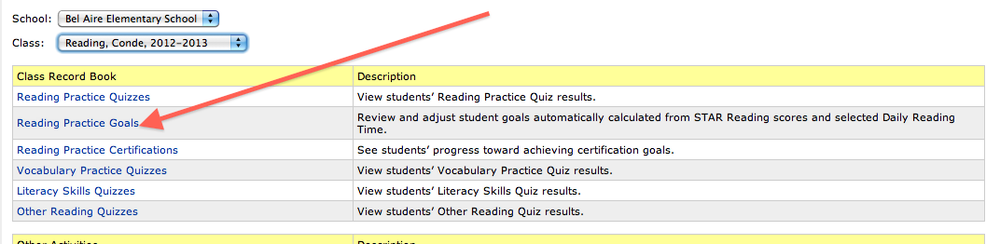 School: Bel Aire Elementary School
Class: Reading, Conde, 2012-2013
Class Record Book Description
Reading Practice Quizzes View students' Reading Practice Quiz results.
Reading Practice Goals Review and adjust student goals automatically calculated from STAR Reading scores and selected Daily Reading
Time.
Reading Practice Certifications See students' progress toward achieving certification goals.
Vocabulary Practice Quizzes View students' Vocabulary Practice Quiz results.
Literacy Skills Quizzes View students' Literacy Skills Quiz results.
Other Reading Quizzes View students' Other Reading Quiz results.
Other Activities Description